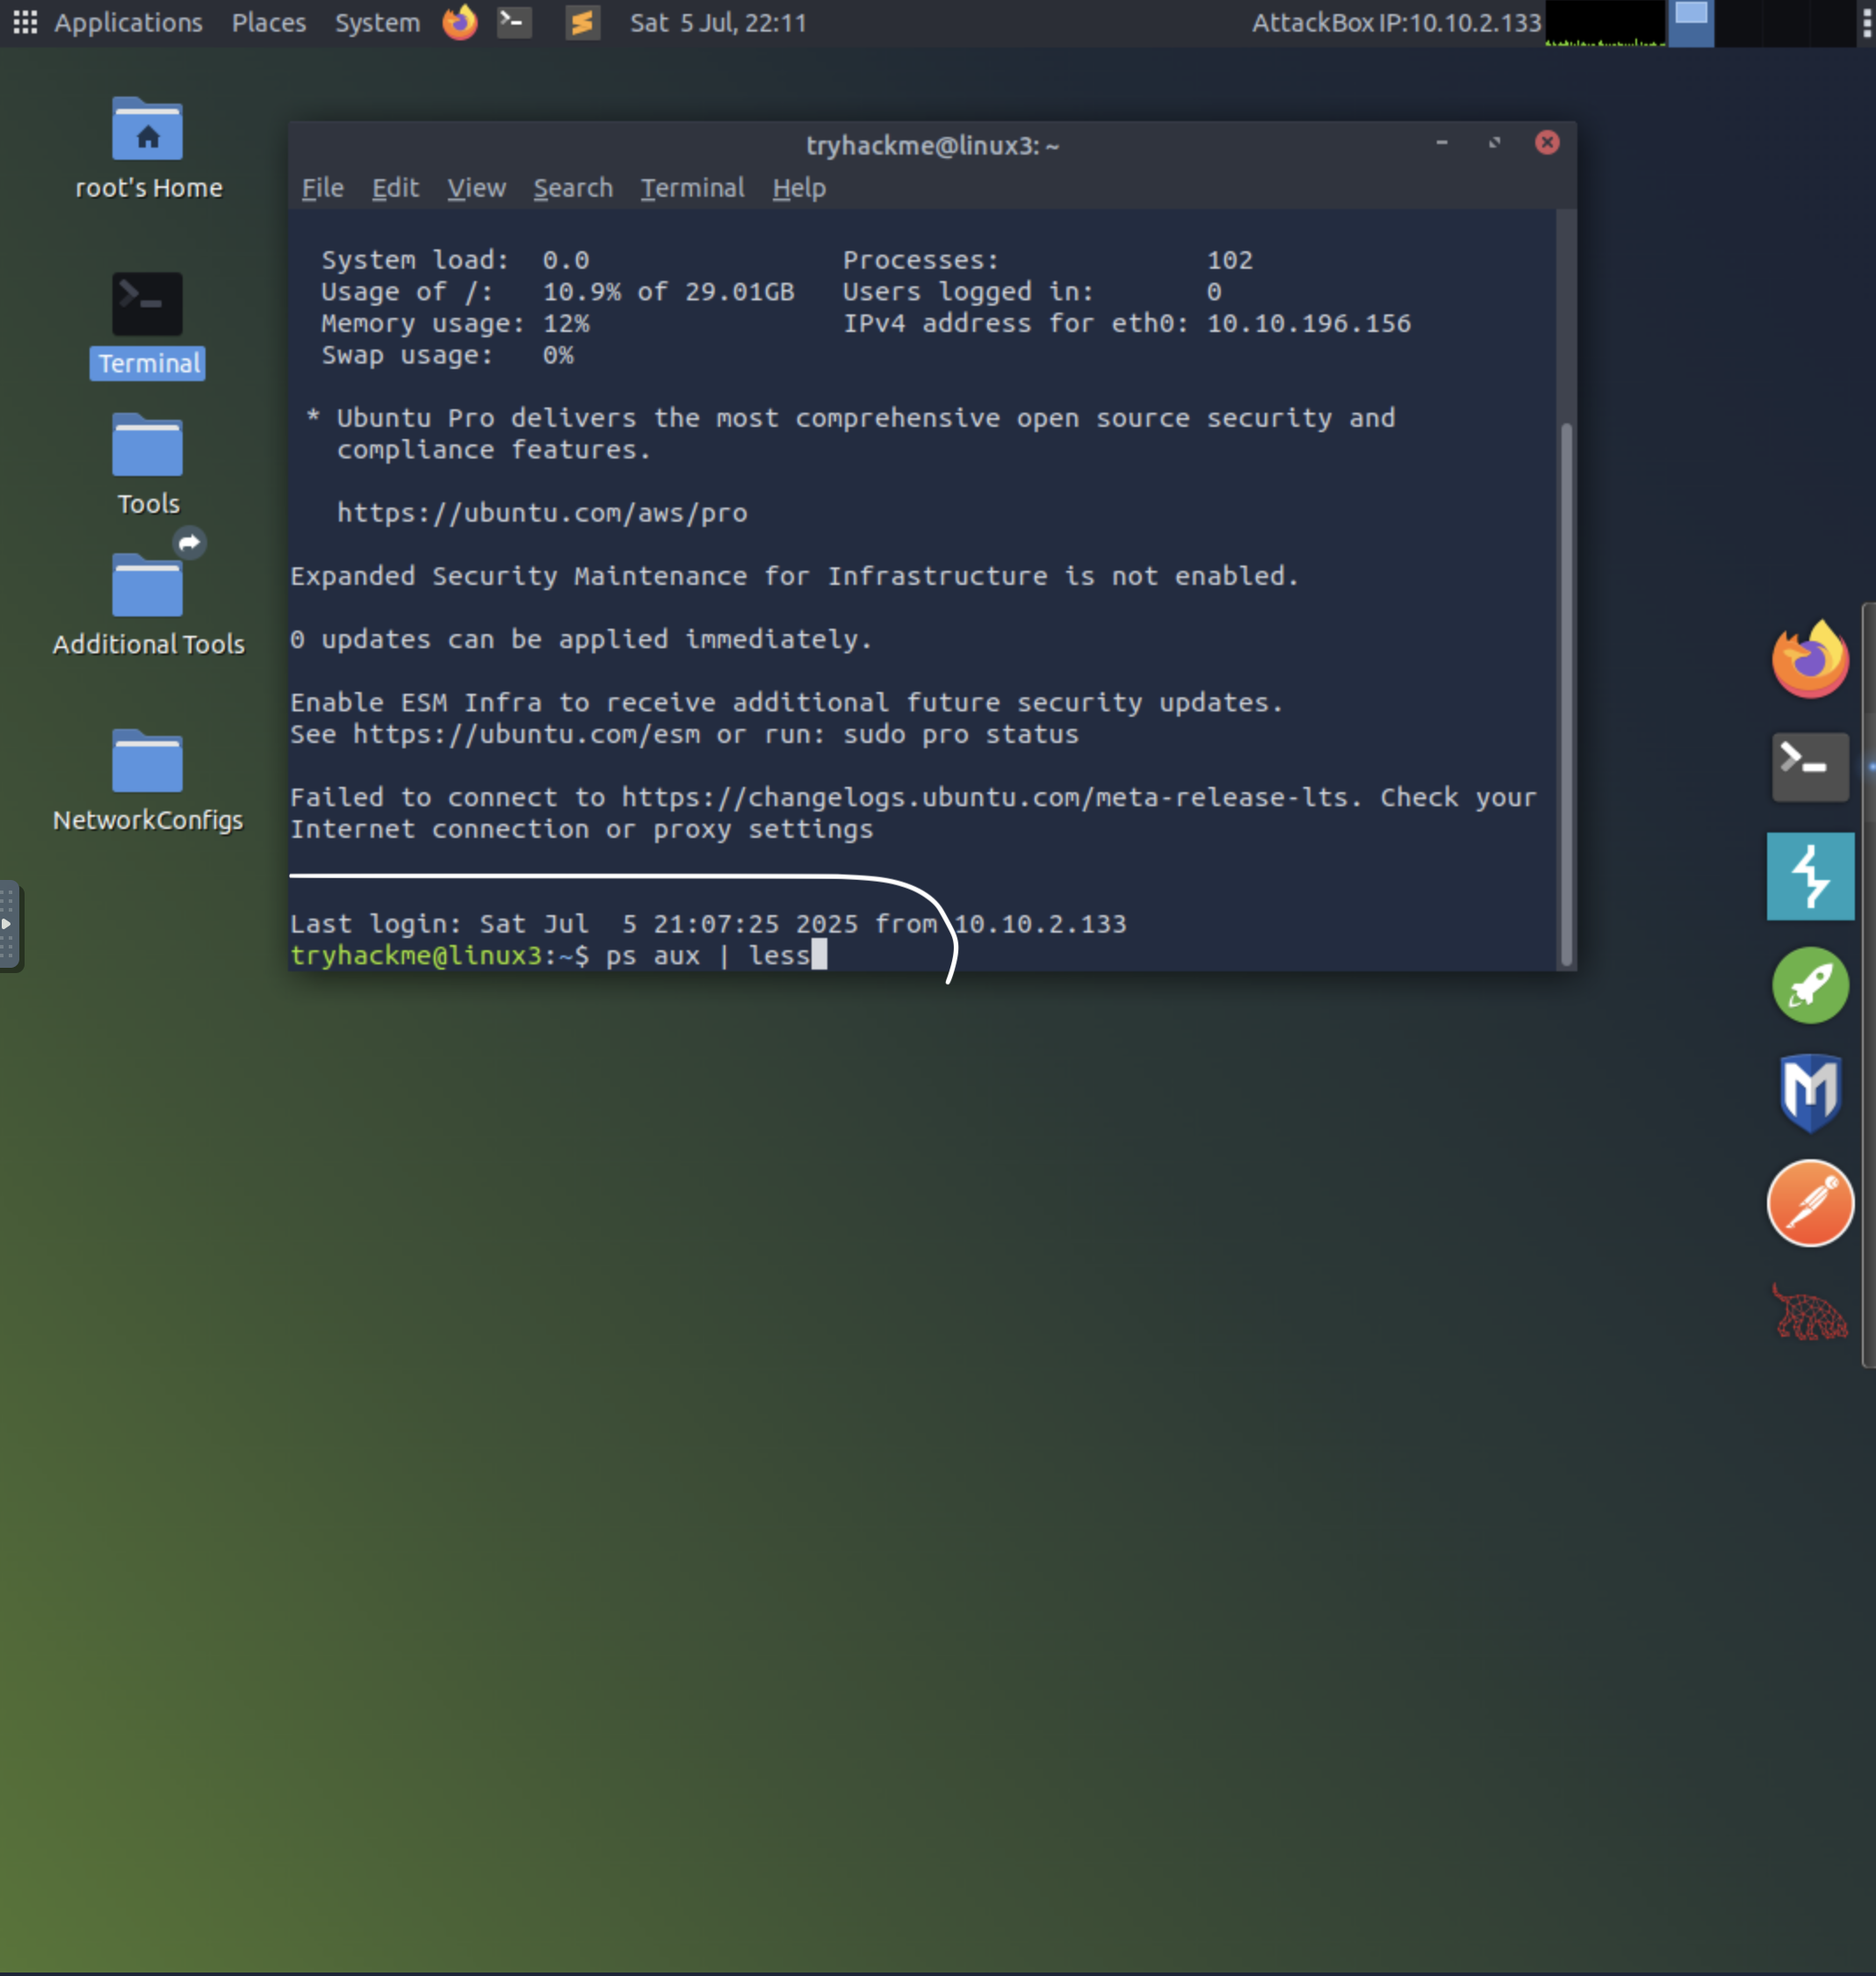 Applications Places System Sat 5 Jul, 22:11 AttackBox IP:10.10.2.133
root's Home
Terminal
Tools
Additional Tools
NetworkConfigs
tryhackme@linux3: ~
File Edit View Search Terminal Help
System load: 0.0 Processes: 102
Usage of /: 10.9% of 29.01GB Users logged in: 0
Memory usage: 12% IPv4 address for eth0: 10.10.196.156
Swap usage: 0%
* Ubuntu Pro delivers the most comprehensive open source security and
compliance features.
https://ubuntu.com/aws/pro
Expanded Security Maintenance for Infrastructure is not enabled.
0 updates can be applied immediately.
Enable ESM Infra to receive additional future security updates.
See https://ubuntu.com/esm or run: sudo pro status
Failed to connect to https://changelogs.ubuntu.com/meta-release-lts. Check your
Internet connection or proxy settings
Last login: Sat Jul  5 21:07:25 2025 from 10.10.2.133
tryhackme@linux3:~$ ps aux | less